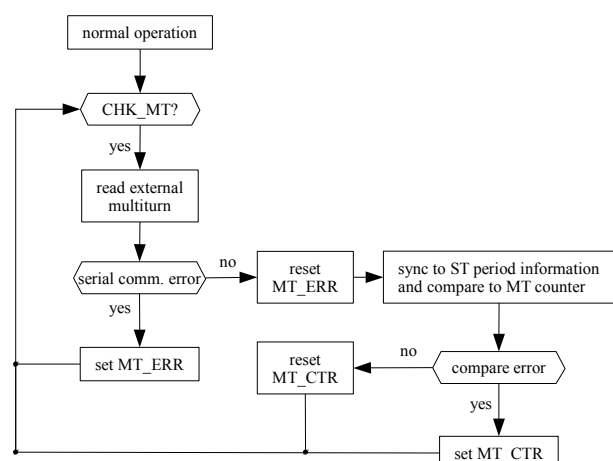 normal operation
CHK_MT?
yes
read external
multiturn
serial comm. error
no
reset
MT_ERR
sync to ST period information
and compare to MT counter
yes
set MT_ERR
reset
MT_CTR
no
compare error
yes
set MT_CTR